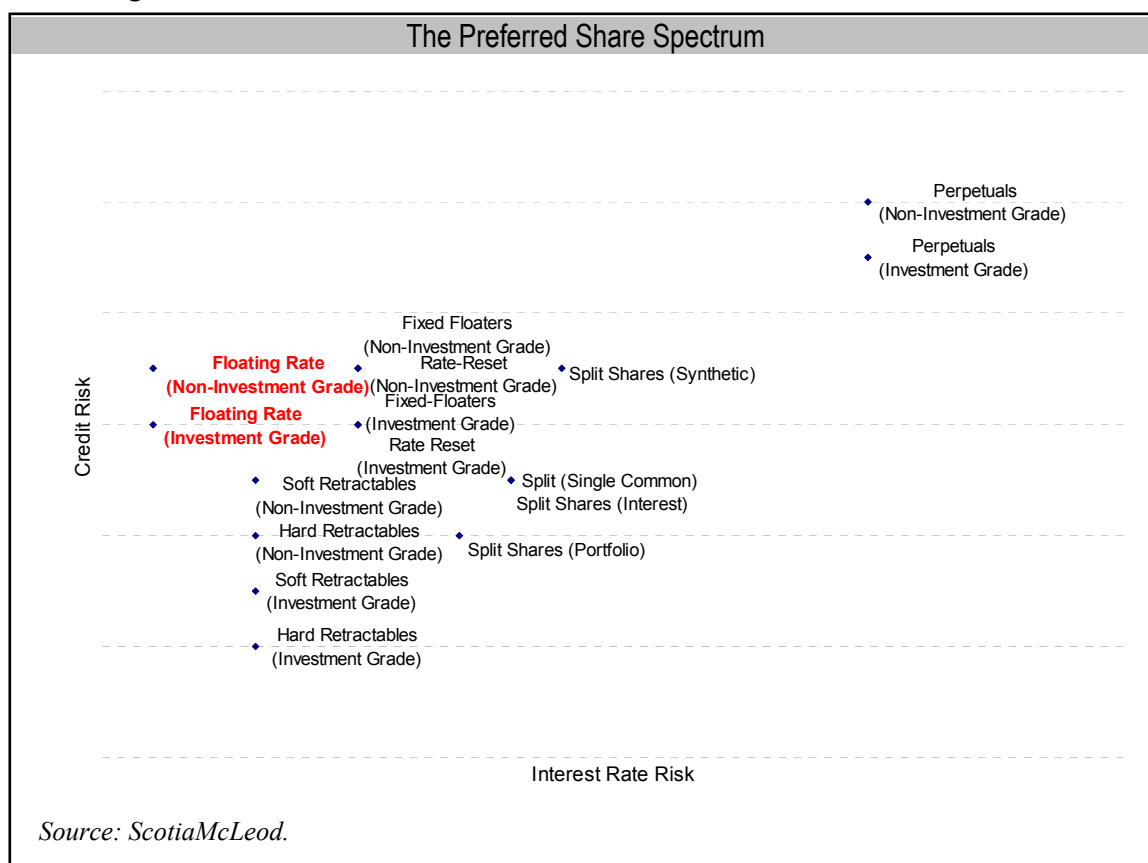 The Preferred Share Spectrum
Perpetuals
(Non-Investment Grade)
Perpetuals
(Investment Grade)
Fixed Floaters
(Non-Investment Grade)
Floating Rate
(Non-Investment Grade)
Rate-Reset
(Non-Investment Grade)
Split Shares (Synthetic)
Floating Rate
(Investment Grade)
Fixed-Floaters
(Investment Grade)
Rate Reset
(Investment Grade)
Credit Risk
Soft Retractables
(Non-Investment Grade)
Split (Single Common)
Split Shares (Interest)
Hard Retractables
(Non-Investment Grade)
Split Shares (Portfolio)
Soft Retractables
(Investment Grade)
Hard Retractables
(Investment Grade)
Interest Rate Risk
Source: ScotiaMcLeod.